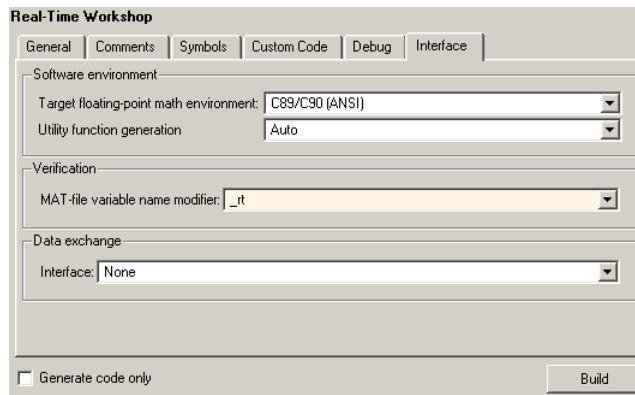 Real-Time Workshop
General Comments Symbols Custom Code Debug Interface
Software environment
Target floating-point math environment: C89/C90 (ANSI)
Utility function generation Auto
Verification
MAT-file variable name modifier: _rt
Data exchange
Interface: None
Generate code only Build